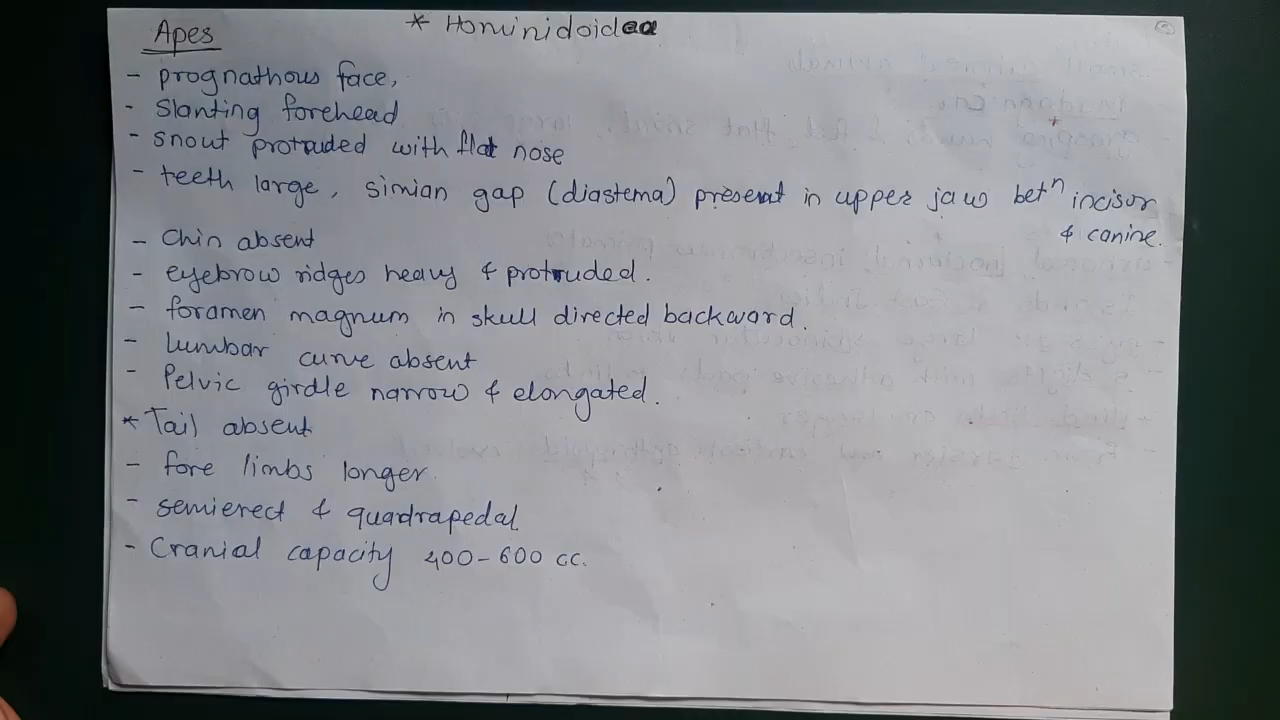 Apes
* Hominidoidea
- prognathous face,
- Slanting forehead
- snout protruded with flat nose
- teeth large, simian gap (diastema) present in upper jaw betⁿ incisor
& canine.
- Chin absent
- eyebrow ridges heavy & protruded.
- foramen magnum in skull directed backward.
- Lumbar curve absent
- Pelvic girdle narrow & elongated.
* Tail absent
- fore limbs longer.
- semierect & quadrapedal
- Cranial capacity 400-600 cc.